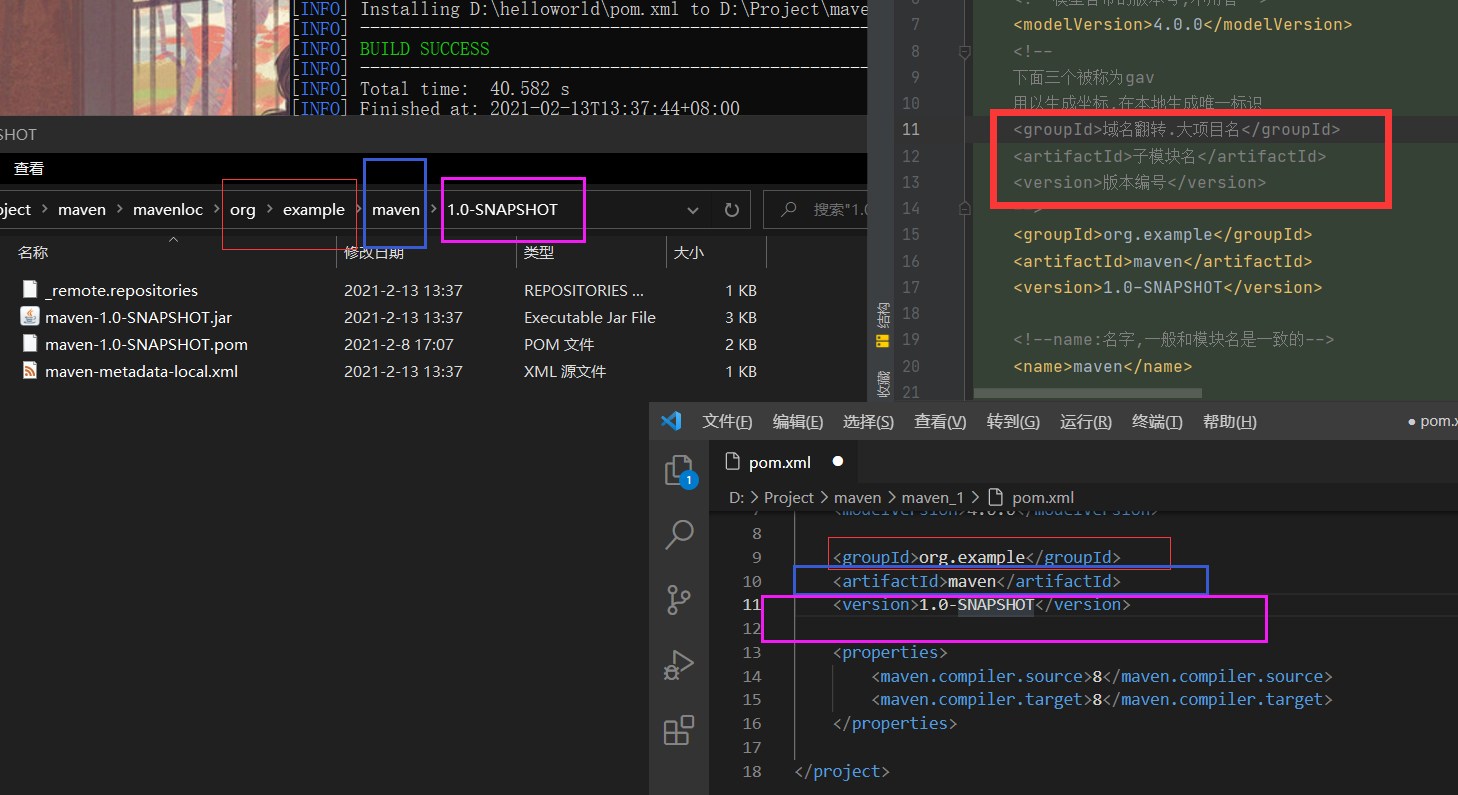 [INFO] Installing D:\helloworld\pom.xml to D:\Project\mave
[INFO] ------------------------------------------------
[INFO] BUILD SUCCESS
[INFO] ------------------------------------------------
[INFO] Total time:  40.582 s
[INFO] Finished at: 2021-02-13T13:37:44+08:00
SHOT
查看
oject > maven > mavenloc > org > example > maven > 1.0-SNAPSHOT
搜索"1.0
名称 修改日期 类型 大小
_remote.repositories 2021-2-13 13:37 REPOSITORIES ... 1 KB
maven-1.0-SNAPSHOT.jar 2021-2-13 13:37 Executable Jar File 3 KB
maven-1.0-SNAPSHOT.pom 2021-2-8 17:07 POM 文件 2 KB
maven-metadata-local.xml 2021-2-13 13:37 XML 源文件 1 KB
7 <modelVersion>4.0.0</modelVersion>
8 <!--
9 下面三个被称为gav
10 用以生成坐标,在本地生成唯一标识
11 <groupId>域名翻转.大项目名</groupId>
12 <artifactId>子模块名</artifactId>
13 <version>版本编号</version>
14 -->
15 <groupId>org.example</groupId>
16 <artifactId>maven</artifactId>
17 <version>1.0-SNAPSHOT</version>
18
19 <!--name:名字,一般和模块名是一致的-->
20 <name>maven</name>
21
结构
收藏
文件(F) 编辑(E) 选择(S) 查看(V) 转到(G) 运行(R) 终端(T) 帮助(H) ● pom.x
1
pom.xml ●
D: > Project > maven > maven_1 > pom.xml
7 <modelVersion>4.0.0</modelVersion>
8
9 <groupId>org.example</groupId>
10 <artifactId>maven</artifactId>
11 <version>1.0-SNAPSHOT</version>
12
13 <properties>
14 <maven.compiler.source>8</maven.compiler.source>
15 <maven.compiler.target>8</maven.compiler.target>
16 </properties>
17
18 </project>